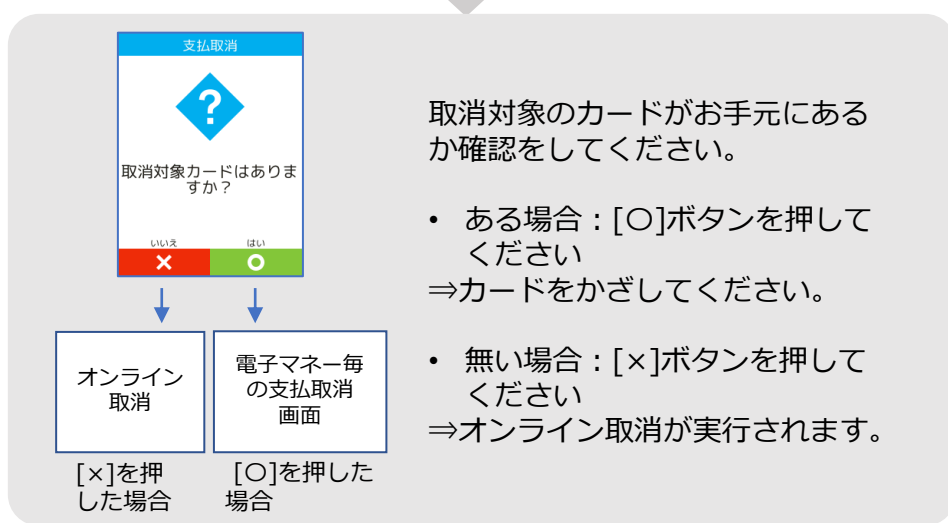 支払取消
?
取消対象カードはありま
すか？
いいえ
はい
×
○
オンライン
取消
電子マネー毎
の支払取消
画面
[×]を押
した場合
[〇]を押した
場合
取消対象のカードがお手元にある
か確認をしてください。
• ある場合：[〇]ボタンを押して
ください
⇒カードをかざしてください。
• 無い場合：[×]ボタンを押して
ください
⇒オンライン取消が実行されます。